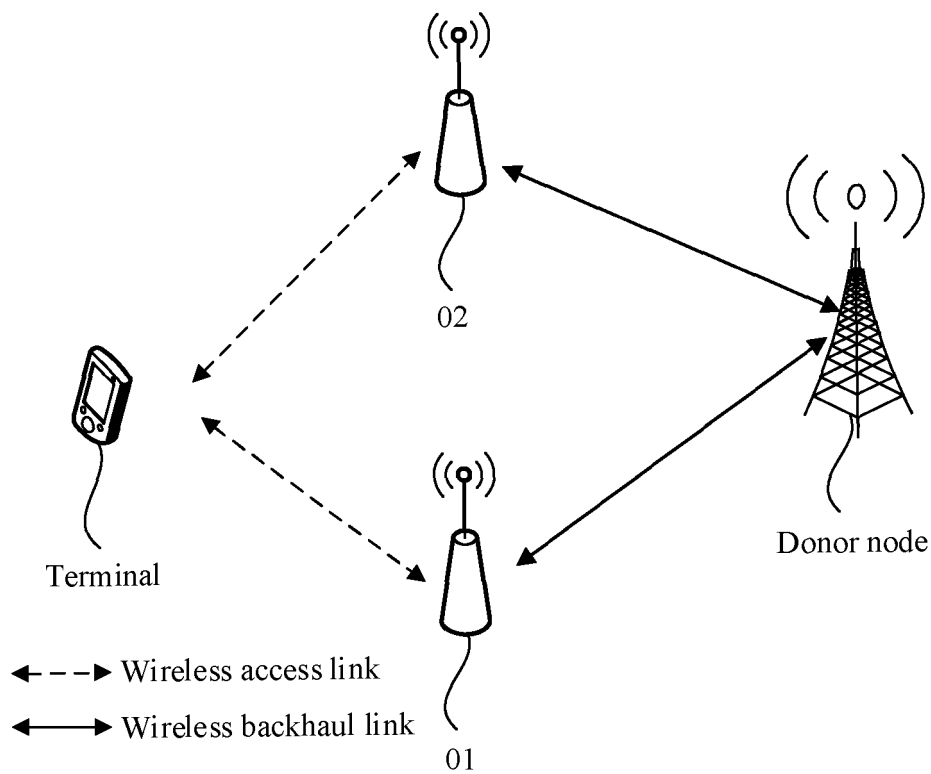 02
Donor node
Terminal
Wireless access link
Wireless backhaul link
01